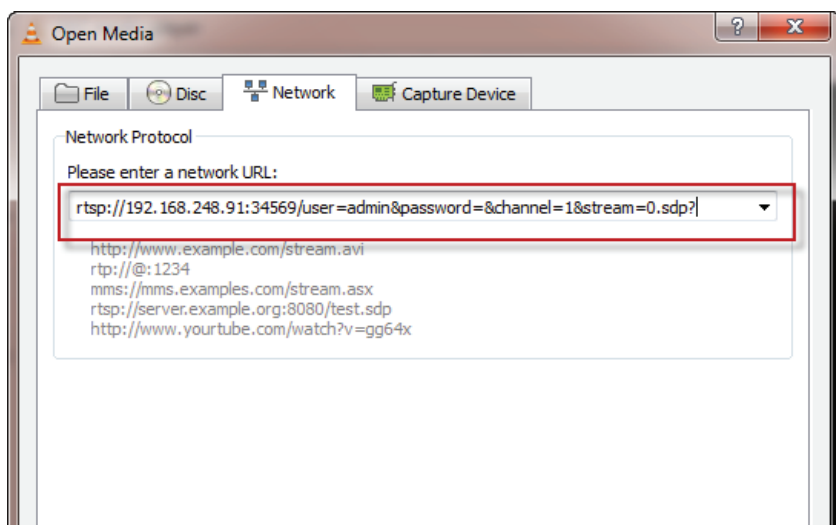 Open Media
File Disc Network Capture Device
Network Protocol
Please enter a network URL:
rtsp://192.168.248.91:34569/user=admin&password=&channel=1&stream=0.sdp?
http://www.example.com/stream.avi
rtp://@:1234
mms://mms.examples.com/stream.asx
rtsp://server.example.org:8080/test.sdp
http://www.yourtube.com/watch?v=gg64x